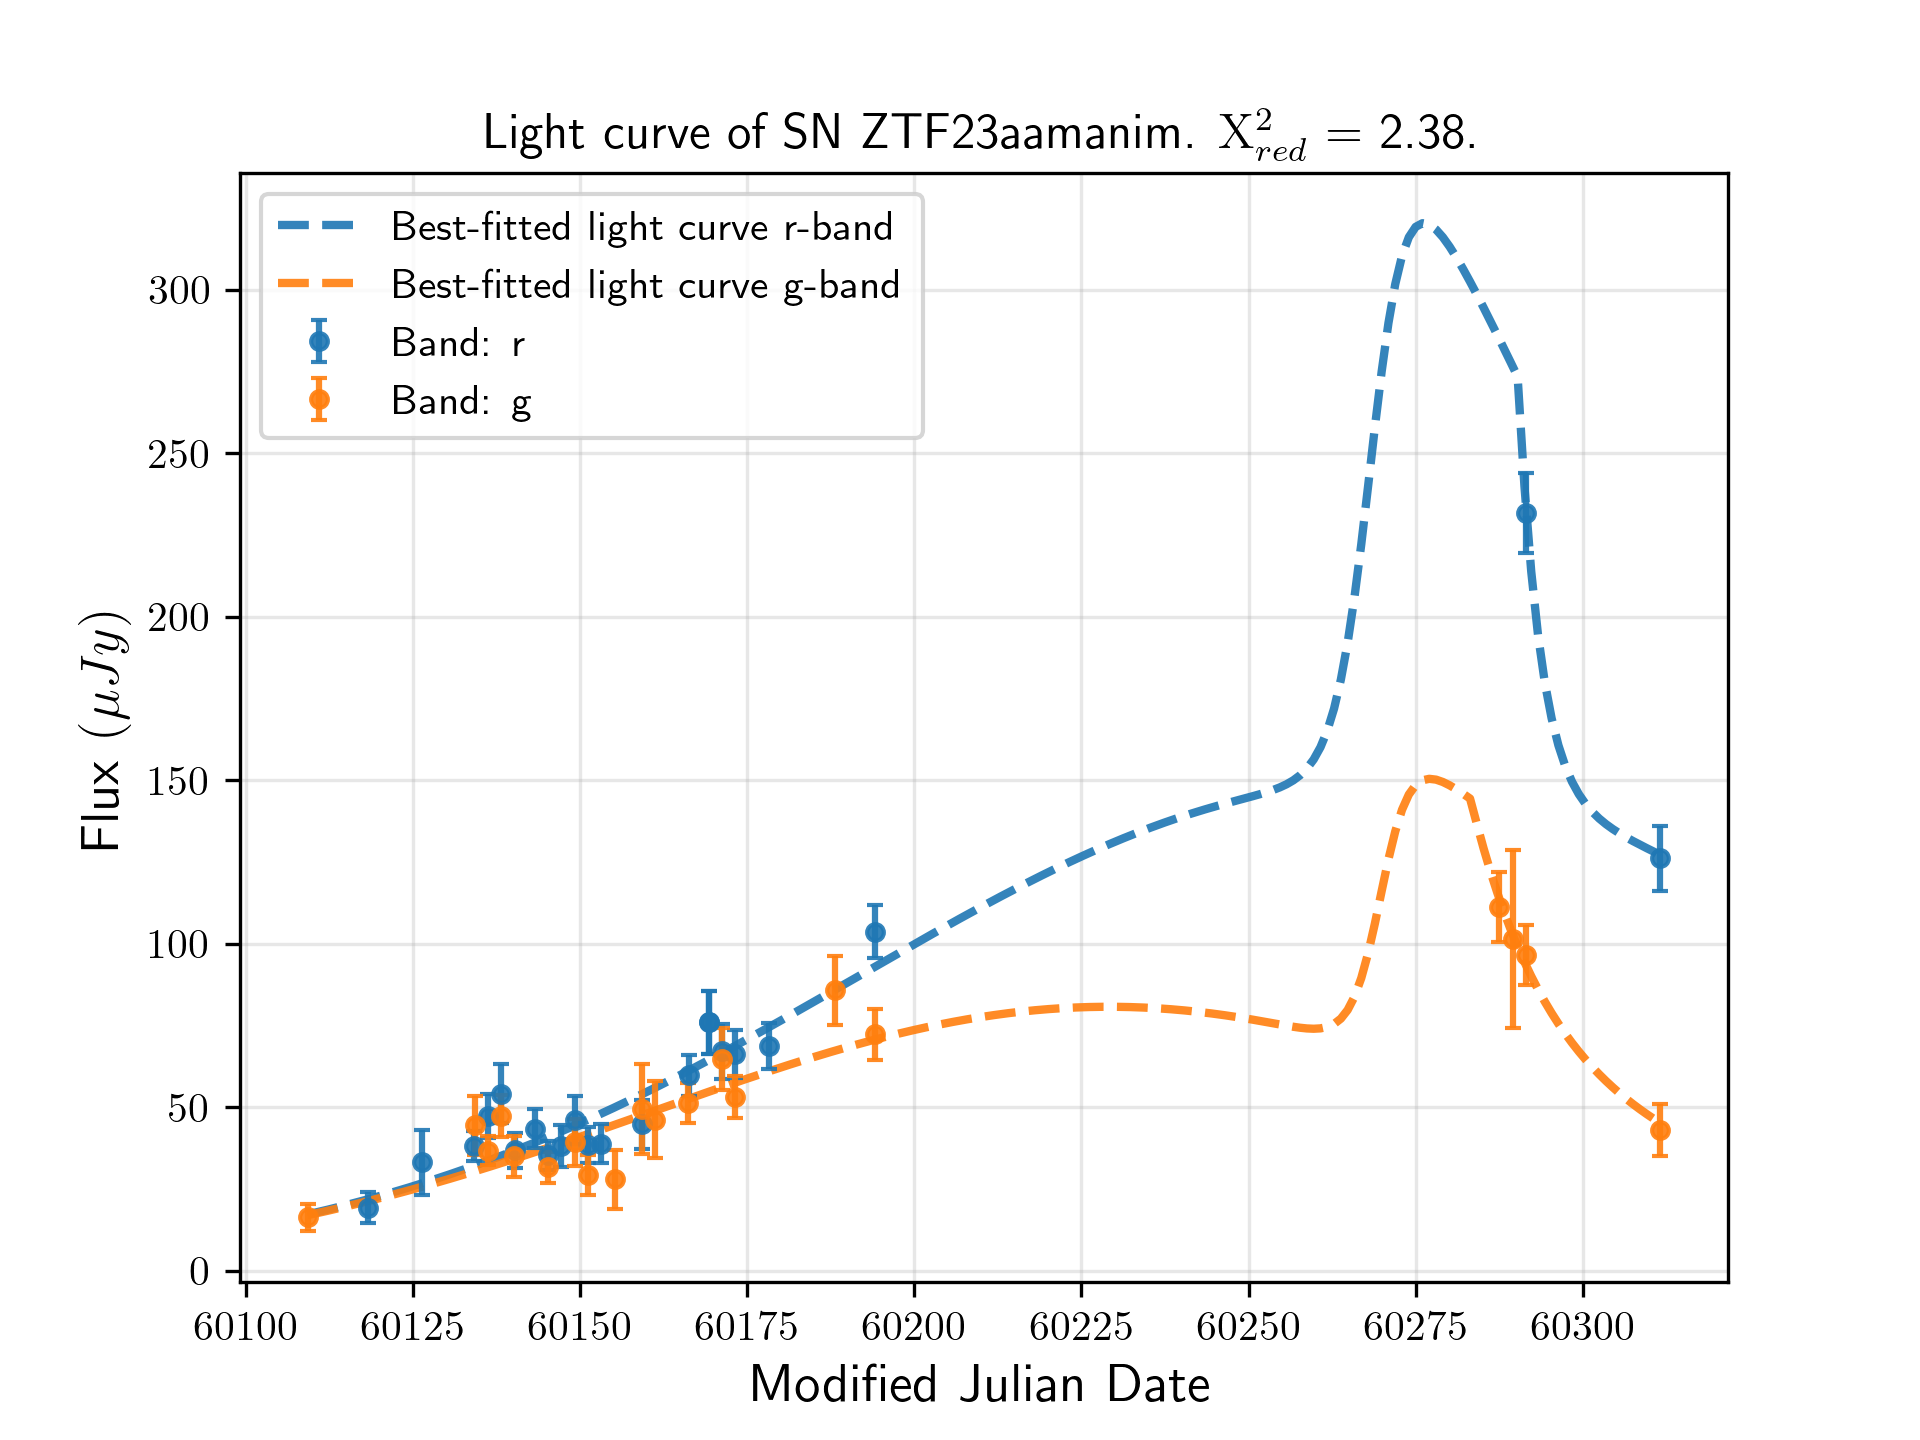 Light curve of SN ZTF23aamanim. X²red = 2.38.
Best-fitted light curve r-band
Best-fitted light curve g-band
Band: r
Band: g
Flux (μJy)
300
250
200
150
100
50
0
60100 60125 60150 60175 60200 60225 60250 60275 60300
Modified Julian Date